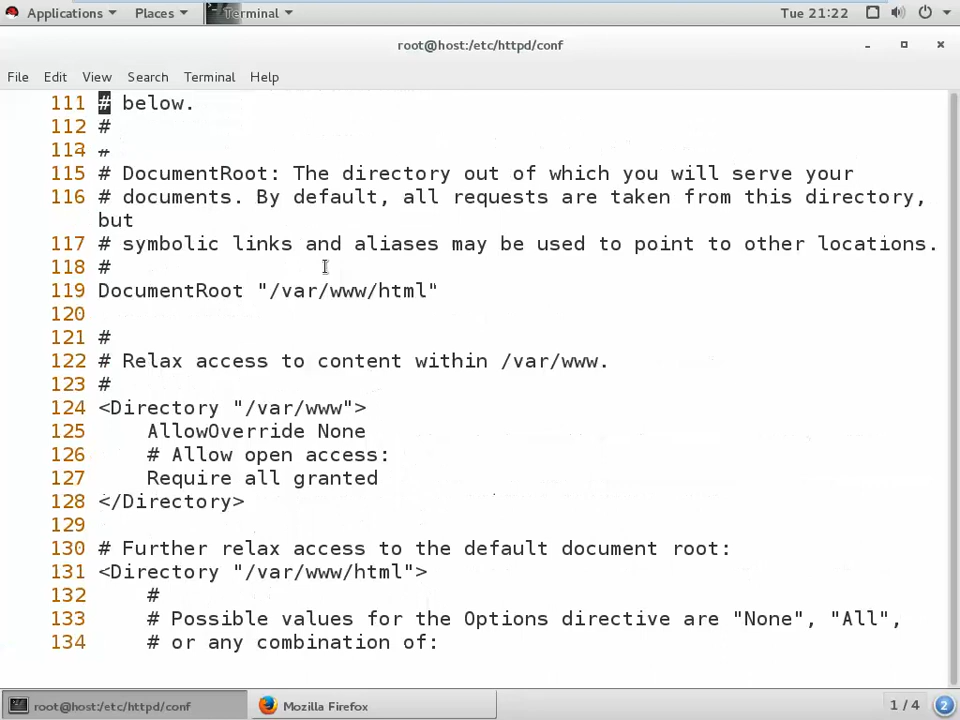 Applications Places Terminal Tue 21:22
root@host:/etc/httpd/conf
File Edit View Search Terminal Help
111 # below.
112 #
#
115 # DocumentRoot: The directory out of which you will serve your
116 # documents. By default, all requests are taken from this directory,
but
117 # symbolic links and aliases may be used to point to other locations.
118 #
119 DocumentRoot "/var/www/html"
120
121 #
122 # Relax access to content within /var/www.
123 #
124 <Directory "/var/www">
125 AllowOverride None
126 # Allow open access:
127 Require all granted
128 </Directory>
129
130 # Further relax access to the default document root:
131 <Directory "/var/www/html">
132 #
133 # Possible values for the Options directive are "None", "All",
134 # or any combination of:
root@host:/etc/httpd/conf Mozilla Firefox 1 / 4 2